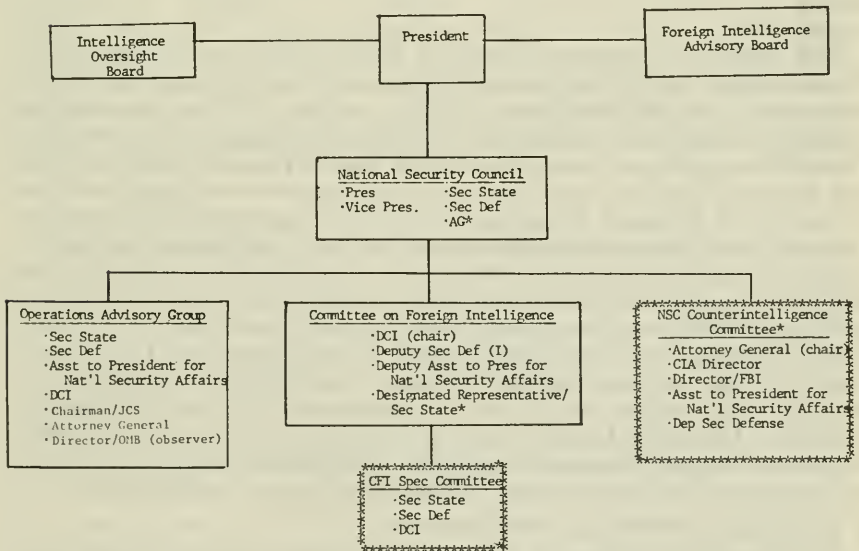 Intelligence
Oversight
Board
President
Foreign Intelligence
Advisory Board
National Security Council
·Pres
·Vice Pres.
·Sec State
·Sec Def
·AG*
Operations Advisory Group
·Sec State
·Sec Def
·Asst to President for
Nat'l Security Affairs
·DCI
·Chairman/JCS
·Attorney General
·Director/OMB (observer)
Committee on Foreign Intelligence
·DCI (chair)
·Deputy Sec Def (I)
·Deputy Asst to Pres for
Nat'l Security Affairs
·Designated Representative/
Sec State*
NSC Counterintelligence
Committee*
·Attorney General (chair)
·CIA Director
·Director/FBI
·Asst to President for
Nat'l Security Affairs
·Dep Sec Defense
CFI Spec Committee
·Sec State
·Sec Def
·DCI